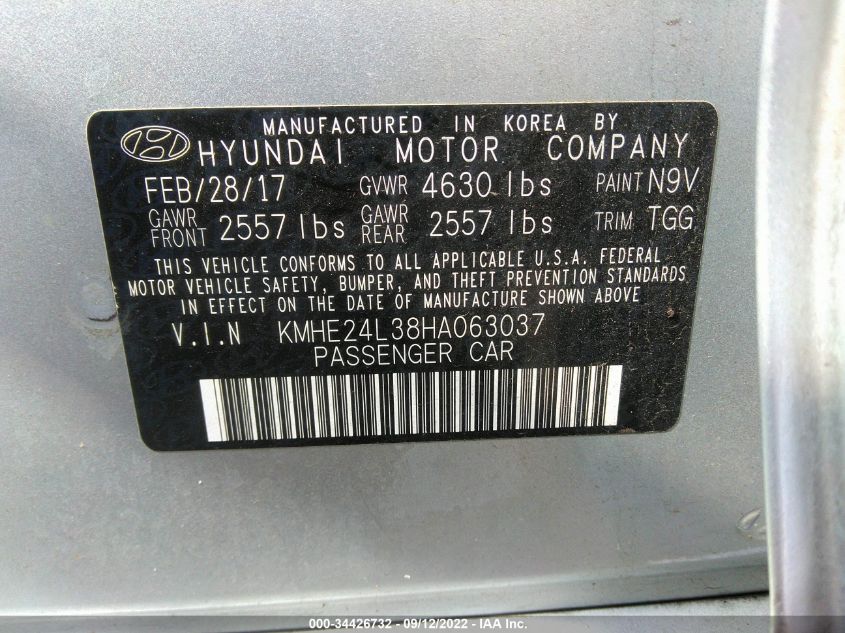 MANUFACTURED IN KOREA BY
HYUNDAI MOTOR COMPANY
FEB/28/17 GVWR 4630 lbs PAINT N9V
GAWR FRONT 2557 lbs GAWR REAR 2557 lbs TRIM TGG
THIS VEHICLE CONFORMS TO ALL APPLICABLE U.S.A. FEDERAL
MOTOR VEHICLE SAFETY, BUMPER, AND THEFT PREVENTION STANDARDS
IN EFFECT ON THE DATE OF MANUFACTURE SHOWN ABOVE
V.I.N KMHE24L38HA063037
PASSENGER CAR
000-34426732 - 09/12/2022 - IAA Inc.